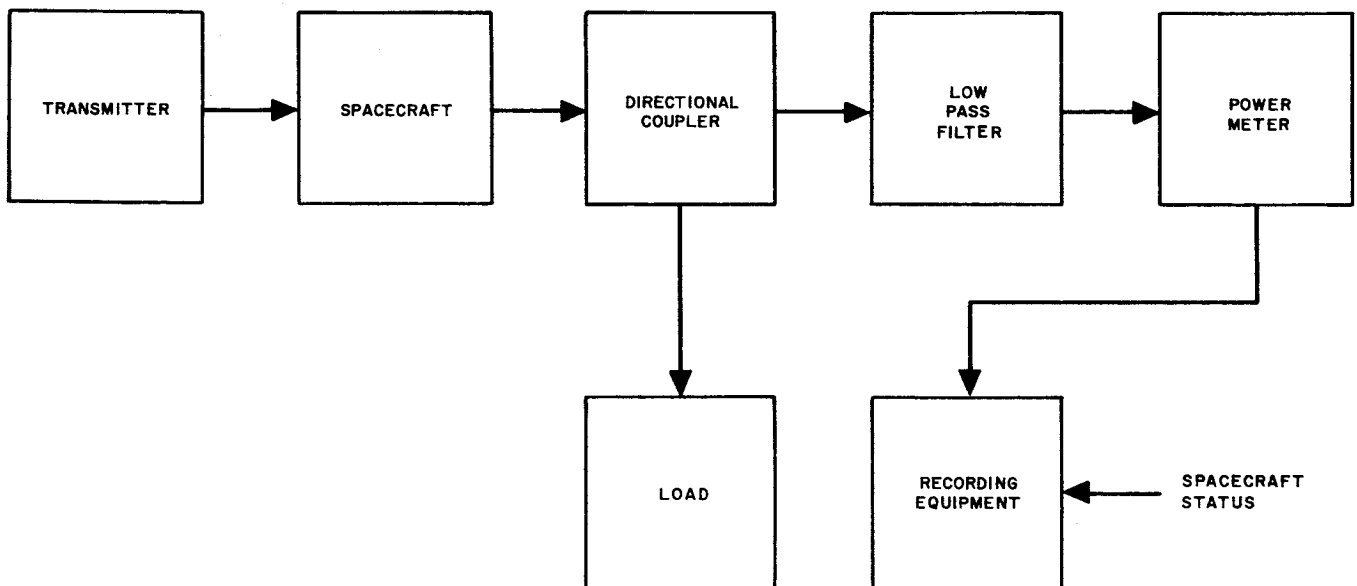 TRANSMITTER
SPACECRAFT
DIRECTIONAL
COUPLER
LOW
PASS
FILTER
POWER
METER
LOAD
RECORDING
EQUIPMENT
SPACECRAFT
STATUS